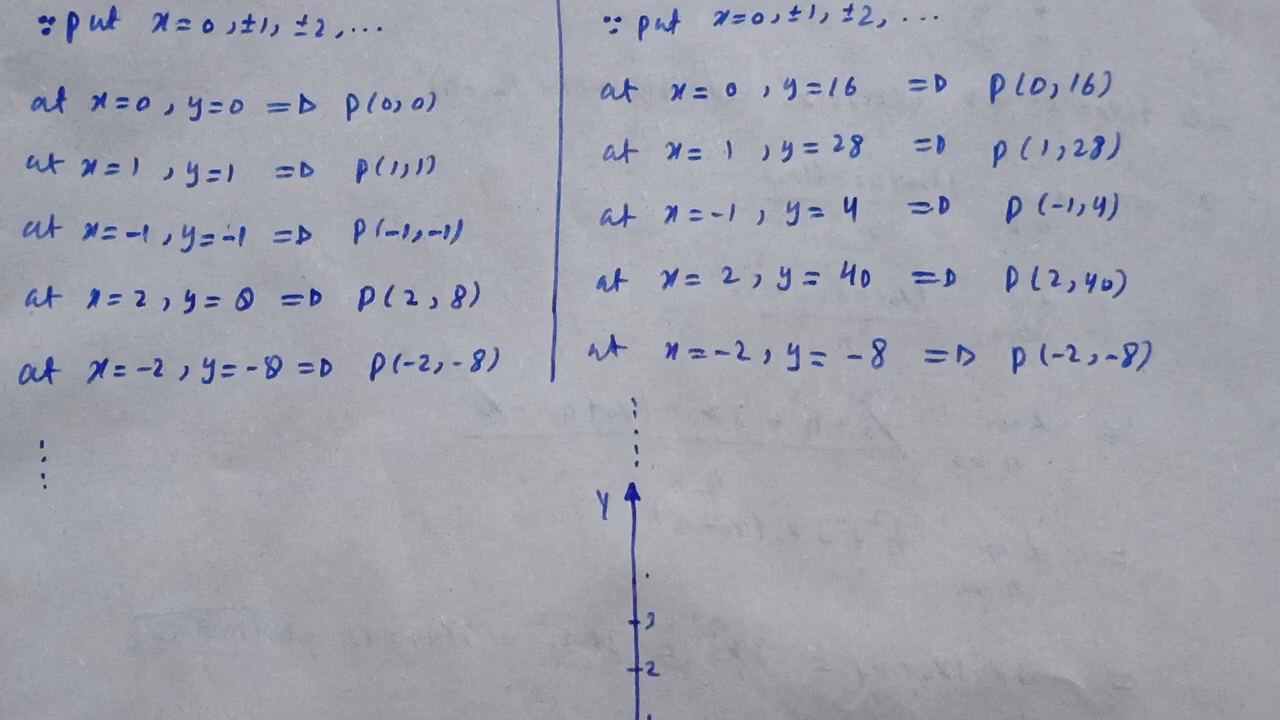 ∵ put x=0, ±1, ±2, ...
at x=0, y=0 => P(0,0)
at x=1, y=1 => P(1,1)
at x=-1, y=-1 => P(-1,-1)
at x=2, y=8 => P(2,8)
at x=-2, y=-8 => P(-2,-8)
∵ put x=0, ±1, ±2, ...
at x=0, y=16 => P(0,16)
at x=1, y=28 => P(1,28)
at x=-1, y=4 => P(-1,4)
at x=2, y=40 => P(2,40)
at x=-2, y=-8 => P(-2,-8)
Y
3
2